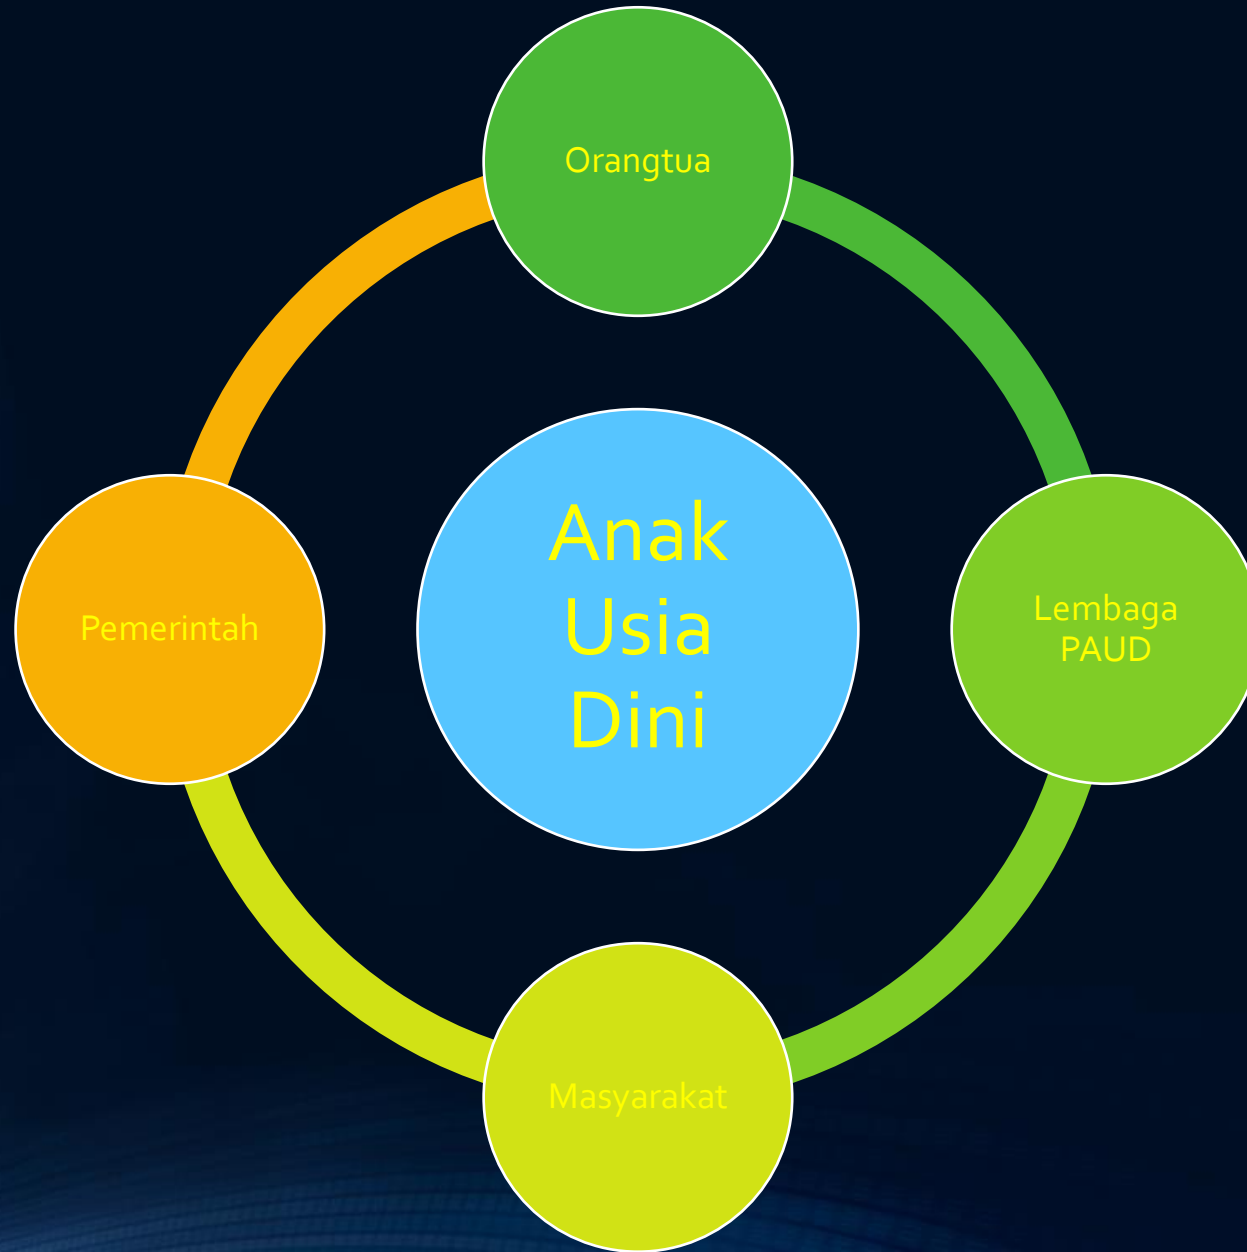 Orangtua
Pemerintah
Anak
Usia
Dini
Lembaga
PAUD
Masyarakat